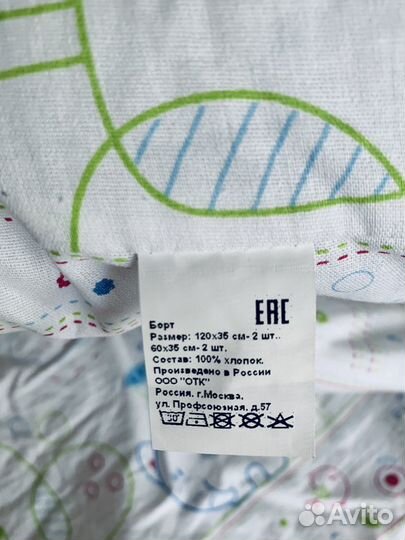 EAC
Борт
Размер: 120x35 см- 2 шт..
60x35 см- 2 шт.
Состав: 100% хлопок.
Произведено в России
ООО "ОТК"
Россия. г.Москва.
ул. Профсоюзная, д.57
30°
Avito